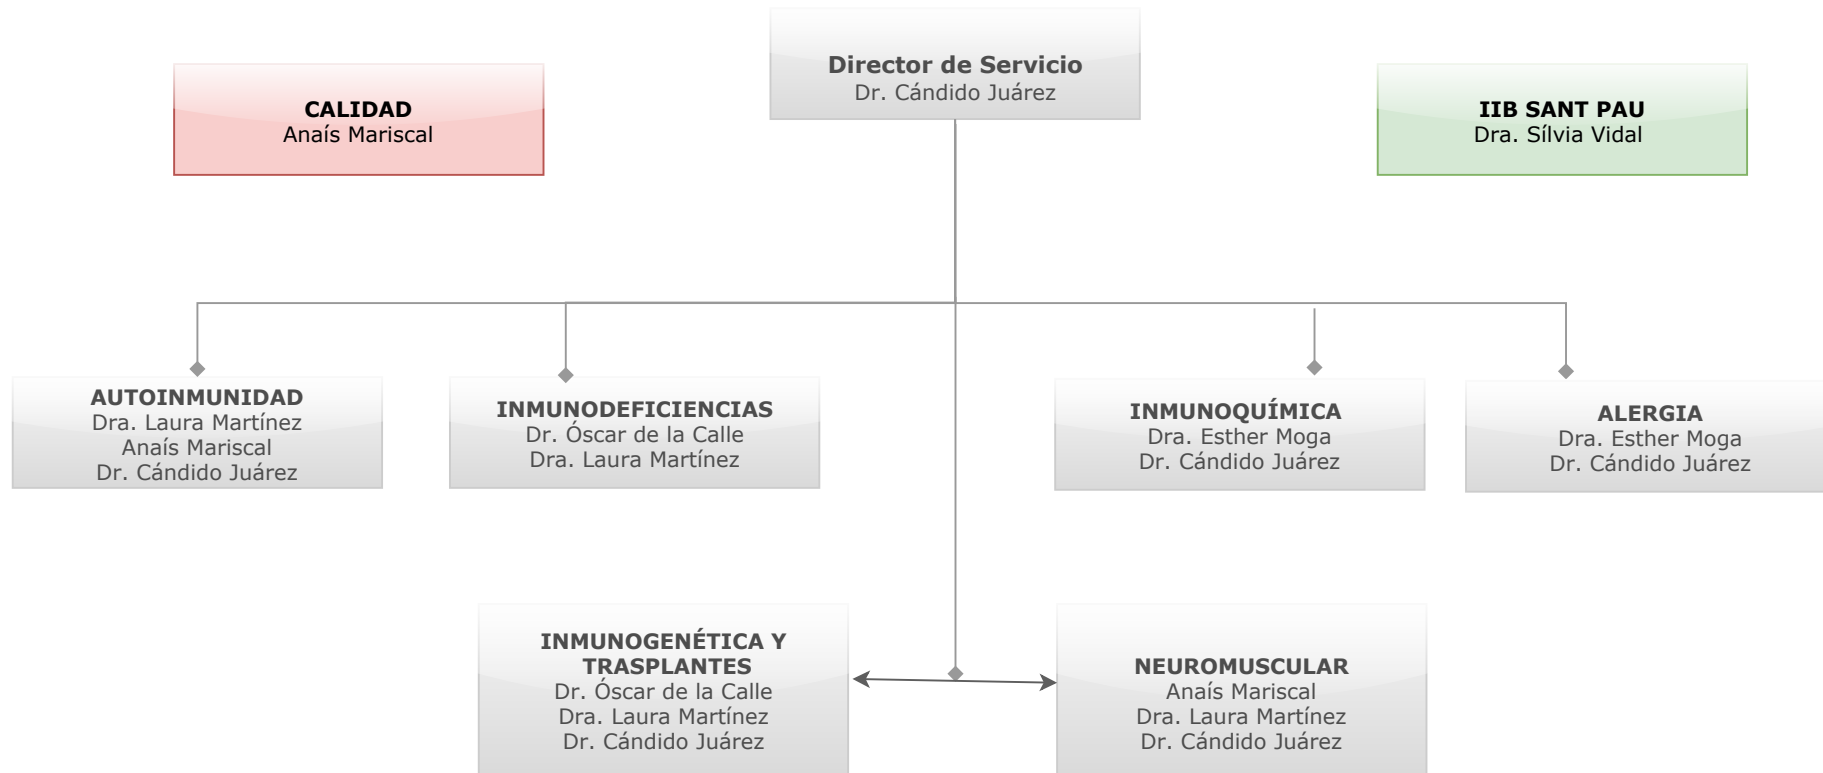 Director de Servicio
Dr. Cándido Juárez
CALIDAD
Anaís Mariscal
IIB SANT PAU
Dra. Sílvia Vidal
AUTOINMUNIDAD
Dra. Laura Martínez
Anaís Mariscal
Dr. Cándido Juárez
INMUNODEFICIENCIAS
Dr. Óscar de la Calle
Dra. Laura Martínez
INMUNOQUÍMICA
Dra. Esther Moga
Dr. Cándido Juárez
ALERGIA
Dra. Esther Moga
Dr. Cándido Juárez
INMUNOGENÉTICA Y
TRASPLANTES
Dr. Óscar de la Calle
Dra. Laura Martínez
Dr. Cándido Juárez
NEUROMUSCULAR
Anaís Mariscal
Dra. Laura Martínez
Dr. Cándido Juárez